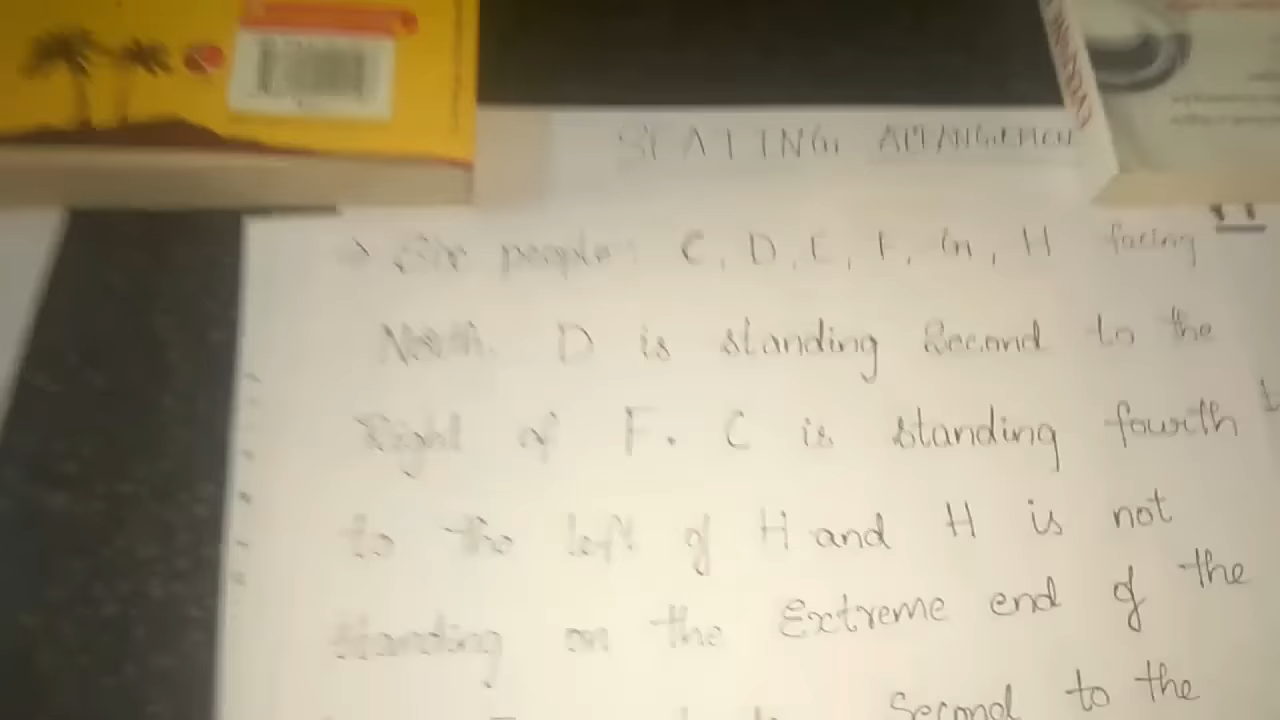 SEATING ARRANGEMENT
Six people C, D, E, F, G, H facing
North. D is standing Second to the
Right of F. C is standing fourth
to the left of H and H is not
standing on the Extreme end of the
Second to the